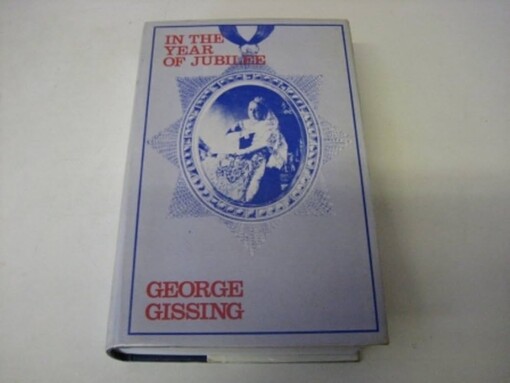 IN THE
YEAR
OF JUBILEE
GEORGE
GISSING